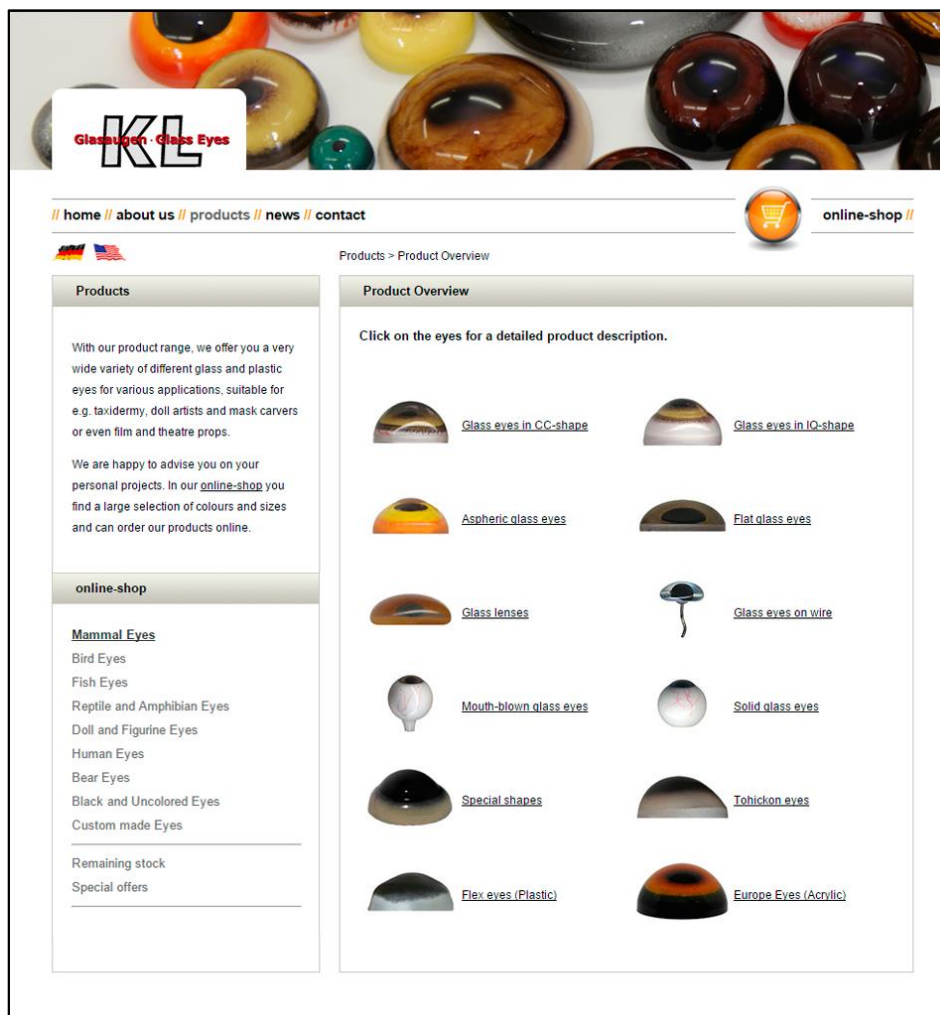 KL
Glasaugen · Glass Eyes
// home // about us // products // news // contact
online-shop //
Products > Product Overview
Products
With our product range, we offer you a very
wide variety of different glass and plastic
eyes for various applications, suitable for
e.g. taxidermy, doll artists and mask carvers
or even film and theatre props.
We are happy to advise you on your
personal projects. In our online-shop you
find a large selection of colours and sizes
and can order our products online.
online-shop
Mammal Eyes
Bird Eyes
Fish Eyes
Reptile and Amphibian Eyes
Doll and Figurine Eyes
Human Eyes
Bear Eyes
Black and Uncolored Eyes
Custom made Eyes
Remaining stock
Special offers
Product Overview
Click on the eyes for a detailed product description.
Glass eyes in CC-shape
Glass eyes in IQ-shape
Aspheric glass eyes
Flat glass eyes
Glass lenses
Glass eyes on wire
Mouth-blown glass eyes
Solid glass eyes
Special shapes
Tohickon eyes
Flex eyes (Plastic)
Europe Eyes (Acrylic)